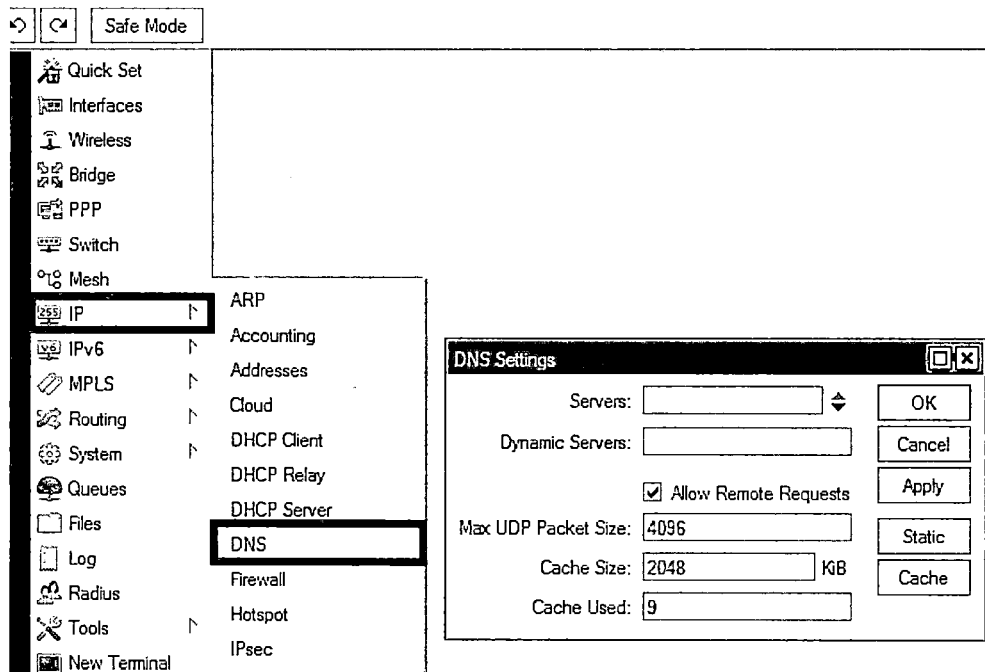 Safe Mode
Quick Set
Interfaces
Wireless
Bridge
PPP
Switch
Mesh
255 IP
v6 IPv6
MPLS
Routing
System
Queues
Files
Log
Radius
Tools
New Terminal
ARP
Accounting
Addresses
Cloud
DHCP Client
DHCP Relay
DHCP Server
DNS
Firewall
Hotspot
IPsec
DNS Settings
Servers:
Dynamic Servers:
Allow Remote Requests
Max UDP Packet Size: 4096
Cache Size: 2048 KiB
Cache Used: 9
OK
Cancel
Apply
Static
Cache